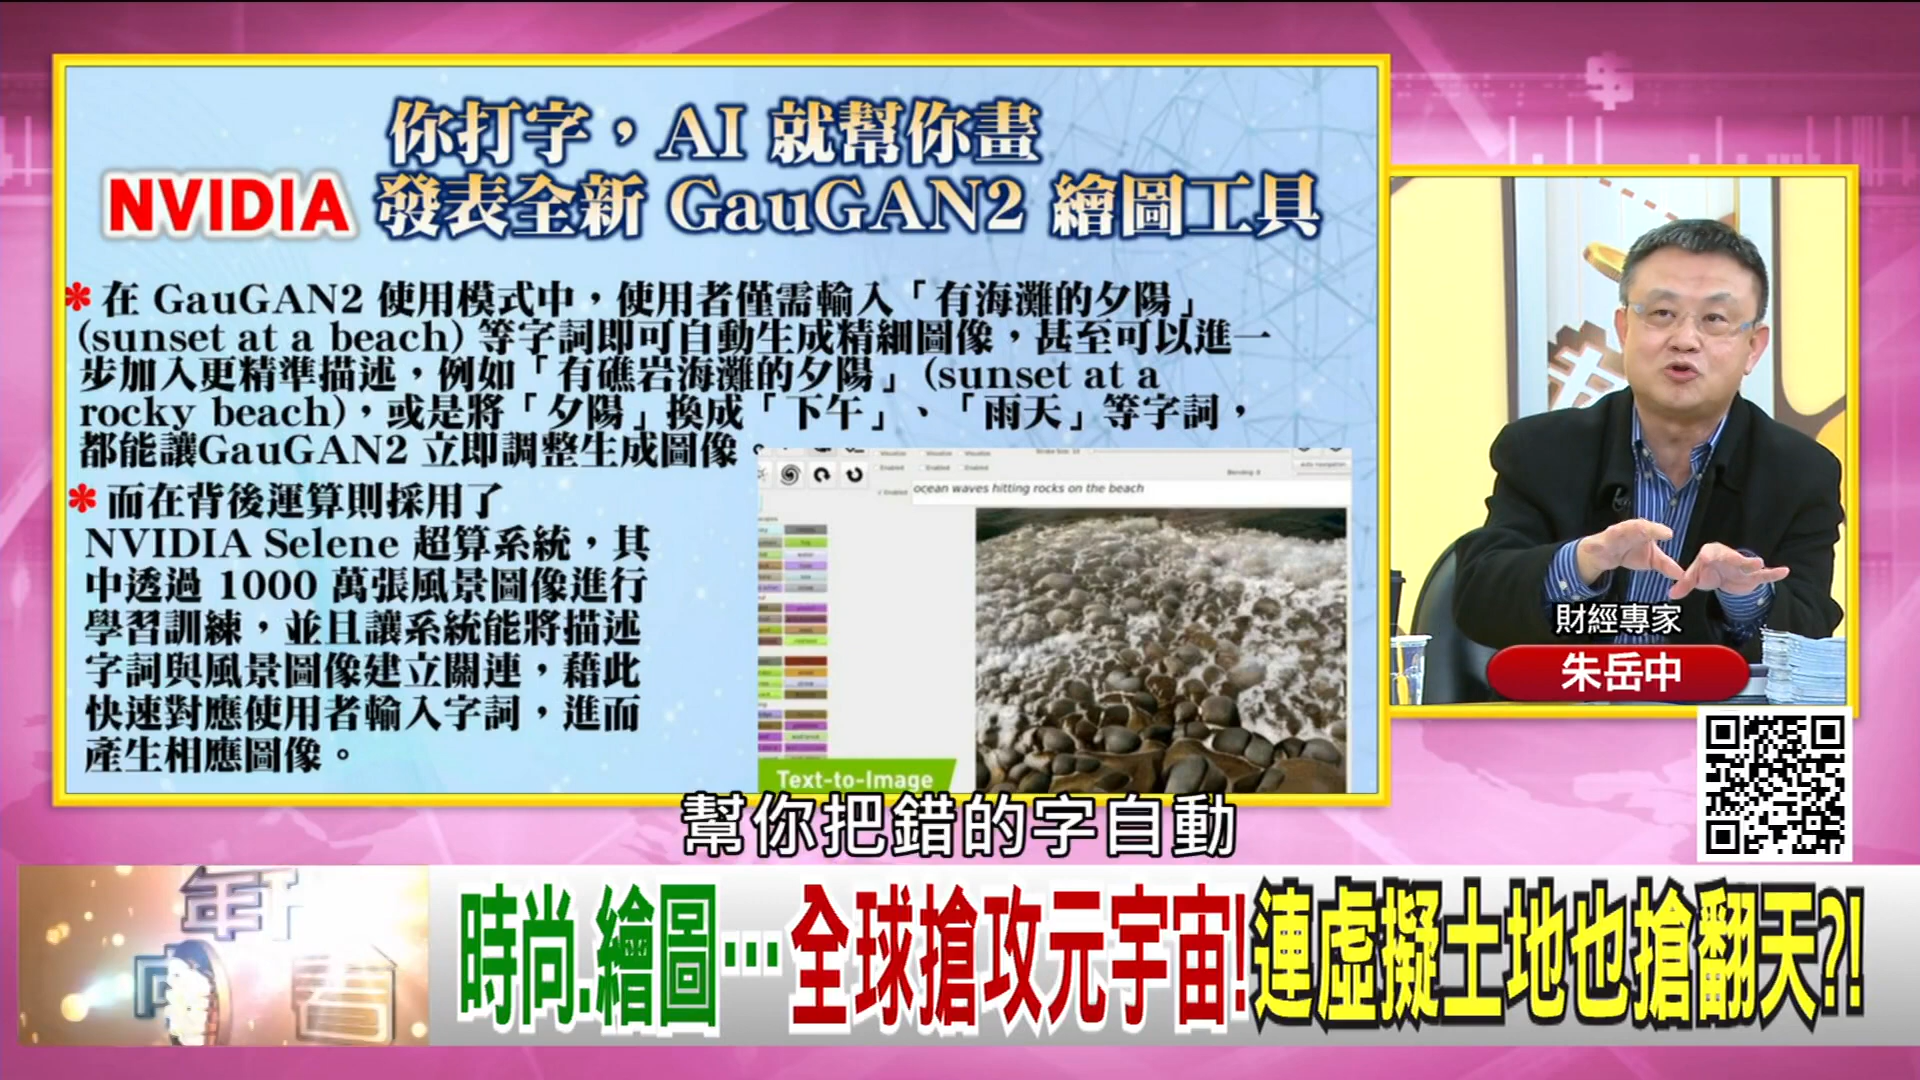 你打字，AI 就幫你畫
NVIDIA 發表全新 GauGAN2 繪圖工具
* 在 GauGAN2 使用模式中，使用者僅需輸入「有海灘的夕陽」
(sunset at a beach) 等字詞即可自動生成精細圖像，甚至可以進一
步加入更精準描述，例如「有礁岩海灘的夕陽」 (sunset at a
rocky beach)，或是將「夕陽」換成「下午」、「雨天」等字詞，
都能讓GauGAN2 立即調整生成圖像
* 而在背後運算則採用了
NVIDIA Selene 超算系統，其
中透過 1000 萬張風景圖像進行
學習訓練，並且讓系統能將描述
字詞與風景圖像建立關連，藉此
快速對應使用者輸入字詞，進而
產生相應圖像。
ocean waves hitting rocks on the beach
Text-to-Image
財經專家
朱岳中
幫你把錯的字自動
時尚.繪圖…全球搶攻元宇宙!連虛擬土地也搶翻天?!